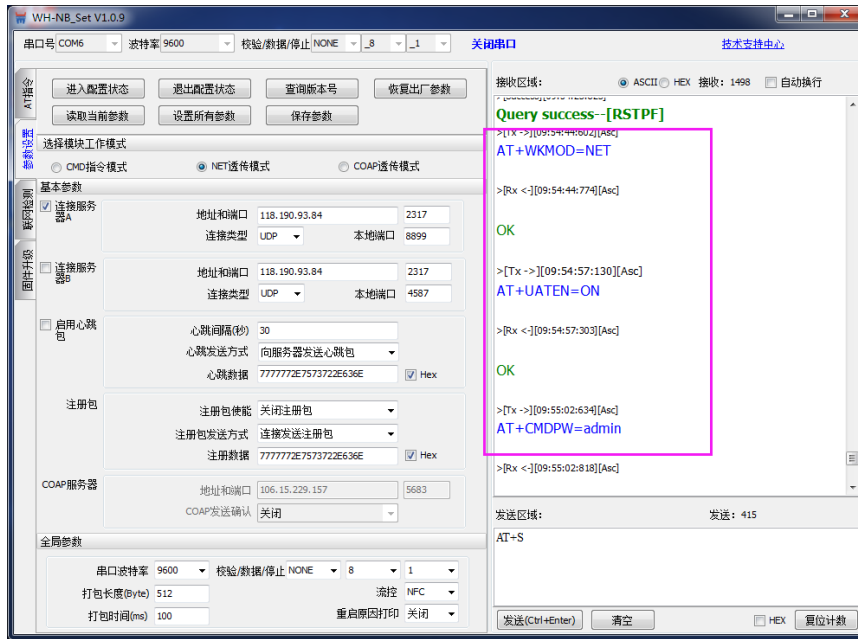 WH-NB_Set V1.0.9
串口号 COM6 波特率 9600 校验/数据/停止 NONE _8 _1 关闭串口 技术支持中心
AT指令
参数设置
联网检测
固件升级
进入配置状态 退出配置状态 查询版本号 恢复出厂参数
读取当前参数 设置所有参数 保存参数
选择模块工作模式
CMD指令模式 NET透传模式 COAP透传模式
基本参数
连接服务器A 地址和端口 118.190.93.84 2317
连接类型 UDP 本地端口 8899
连接服务器B 地址和端口 118.190.93.84 2317
连接类型 UDP 本地端口 4587
启用心跳包 心跳间隔(秒) 30
心跳发送方式 向服务器发送心跳包
心跳数据 7777772E7573722E636E Hex
注册包 注册包使能 关闭注册包
注册包发送方式 连接发送注册包
注册数据 7777772E7573722E636E Hex
COAP服务器 地址和端口 106.15.229.157 5683
COAP发送确认 关闭
全局参数
串口波特率 9600 校验/数据/停止 NONE 8 1
打包长度(Byte) 512 流控 NFC
打包时间(ms) 100 重启原因打印 关闭
接收区域: ASCII HEX 接收: 1498 自动换行
Query success--[RSTPF]
>[Tx ->][09:54:44:602][Asc]
AT+WKMOD=NET
>[Rx <-][09:54:44:774][Asc]
OK
>[Tx ->][09:54:57:130][Asc]
AT+UATEN=ON
>[Rx <-][09:54:57:303][Asc]
OK
>[Tx ->][09:55:02:634][Asc]
AT+CMDPW=admin
>[Rx <-][09:55:02:818][Asc]
发送区域: 发送: 415
AT+S
发送(Ctrl+Enter) 清空 HEX 复位计数